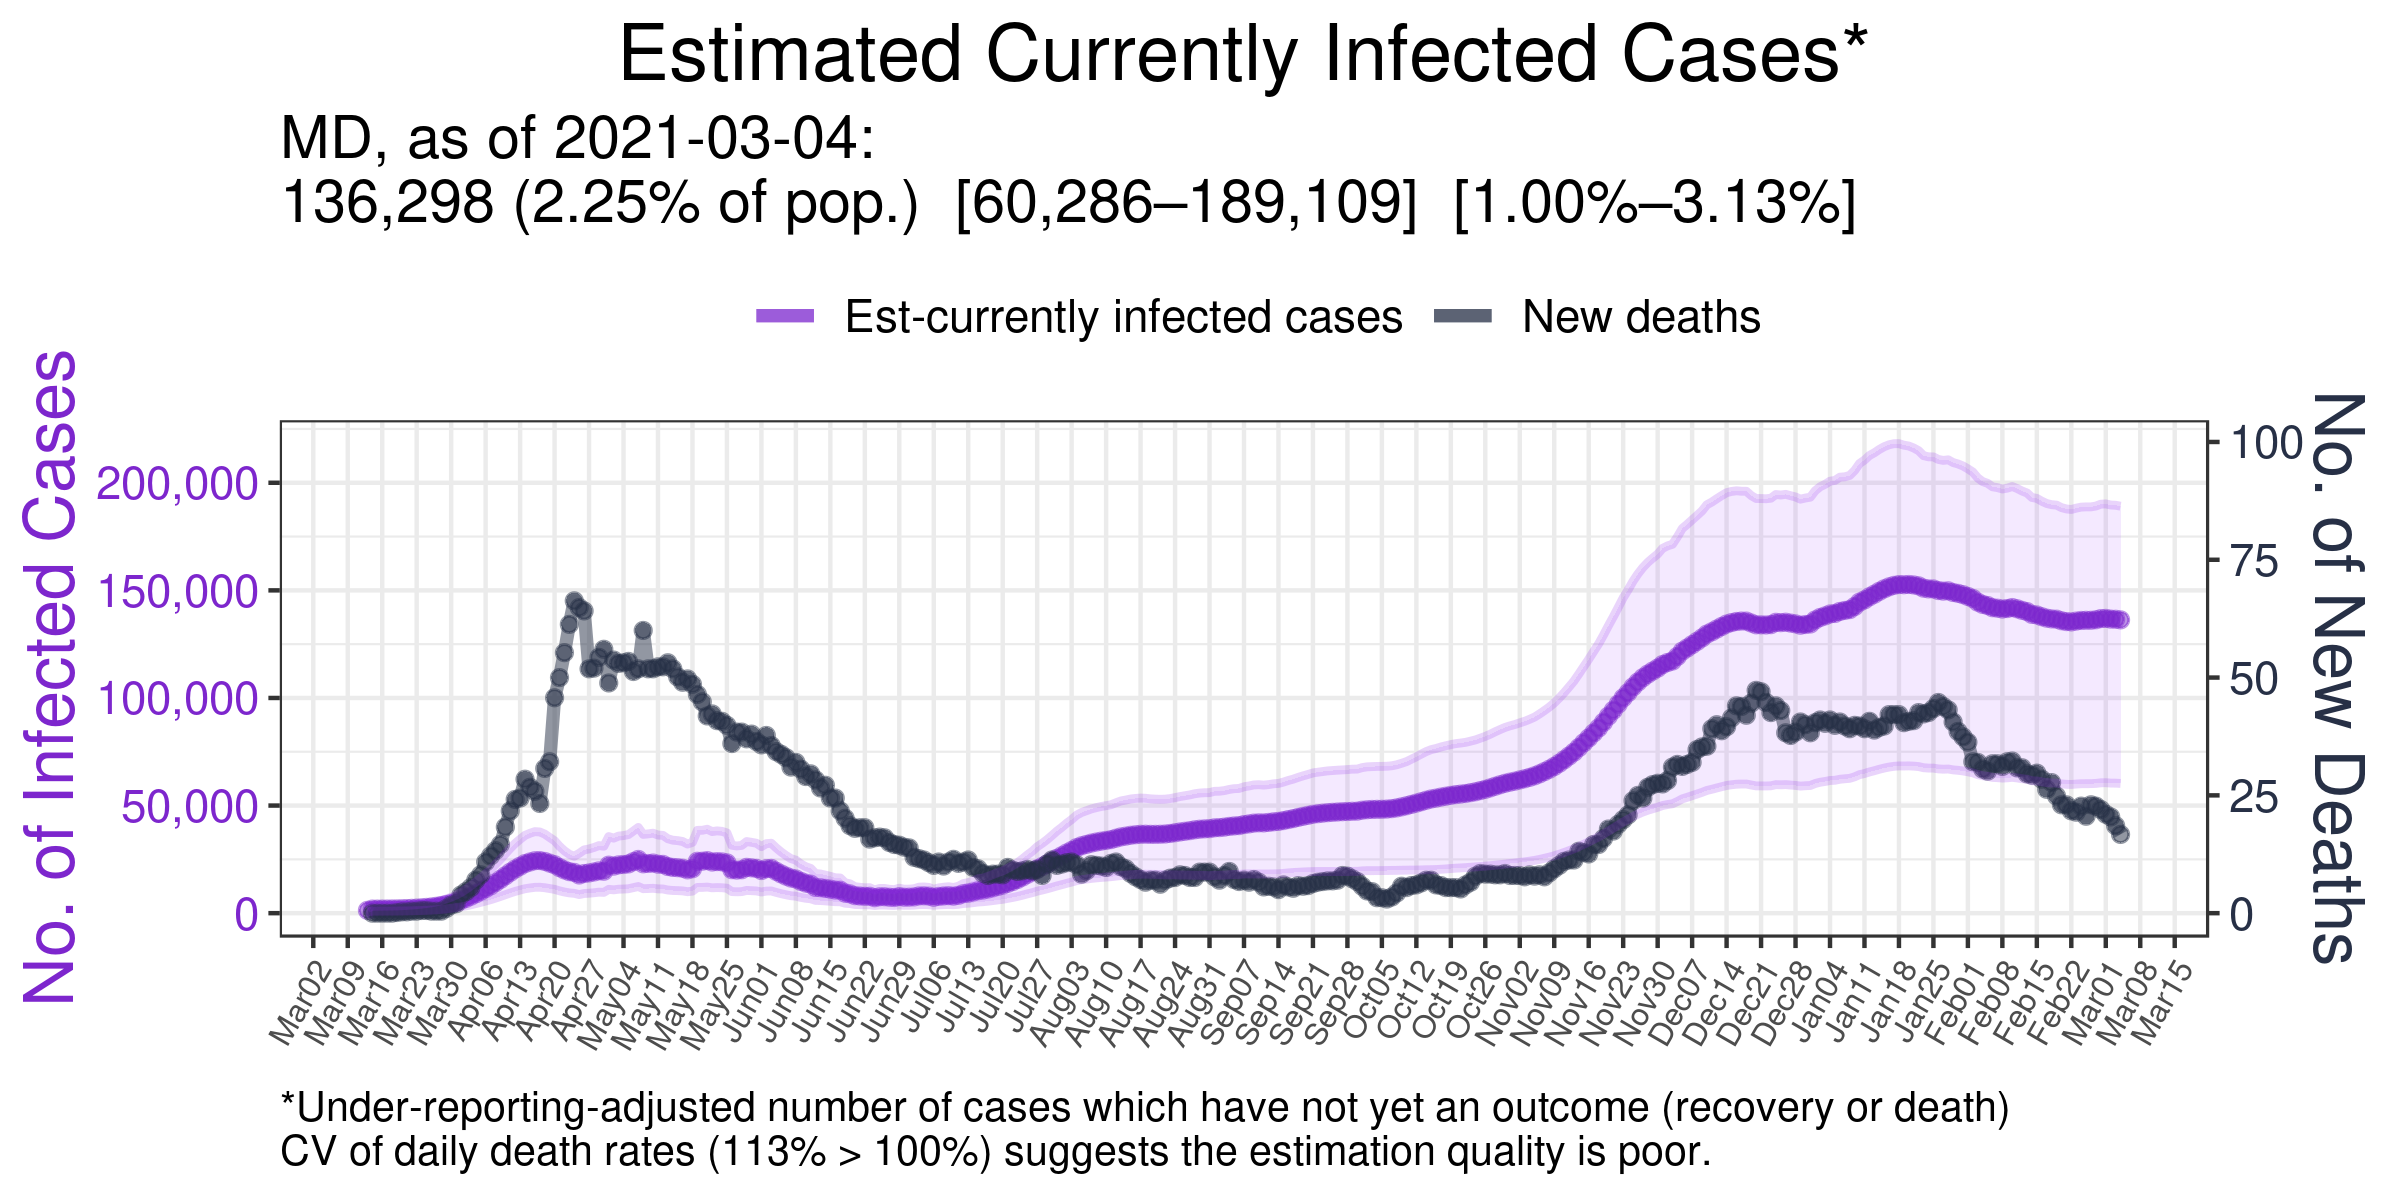 Estimated Currently Infected Cases*
MD, as of 2021-03-04:
136,298 (2.25% of pop.)  [60,286–189,109]  [1.00%–3.13%]
Est-currently infected cases
New deaths
No. of Infected Cases
200,000
150,000
100,000
50,000
0
100
75
50
25
0
No. of New Deaths
Mar02
Mar09
Mar16
Mar23
Mar30
Apr06
Apr13
Apr20
Apr27
May04
May11
May18
May25
Jun01
Jun08
Jun15
Jun22
Jun29
Jul06
Jul13
Jul20
Jul27
Aug03
Aug10
Aug17
Aug24
Aug31
Sep07
Sep14
Sep21
Sep28
Oct05
Oct12
Oct19
Oct26
Nov02
Nov09
Nov16
Nov23
Nov30
Dec07
Dec14
Dec21
Dec28
Jan04
Jan11
Jan18
Jan25
Feb01
Feb08
Feb15
Feb22
Mar01
Mar08
Mar15
*Under-reporting-adjusted number of cases which have not yet an outcome (recovery or death)
CV of daily death rates (113% > 100%) suggests the estimation quality is poor.